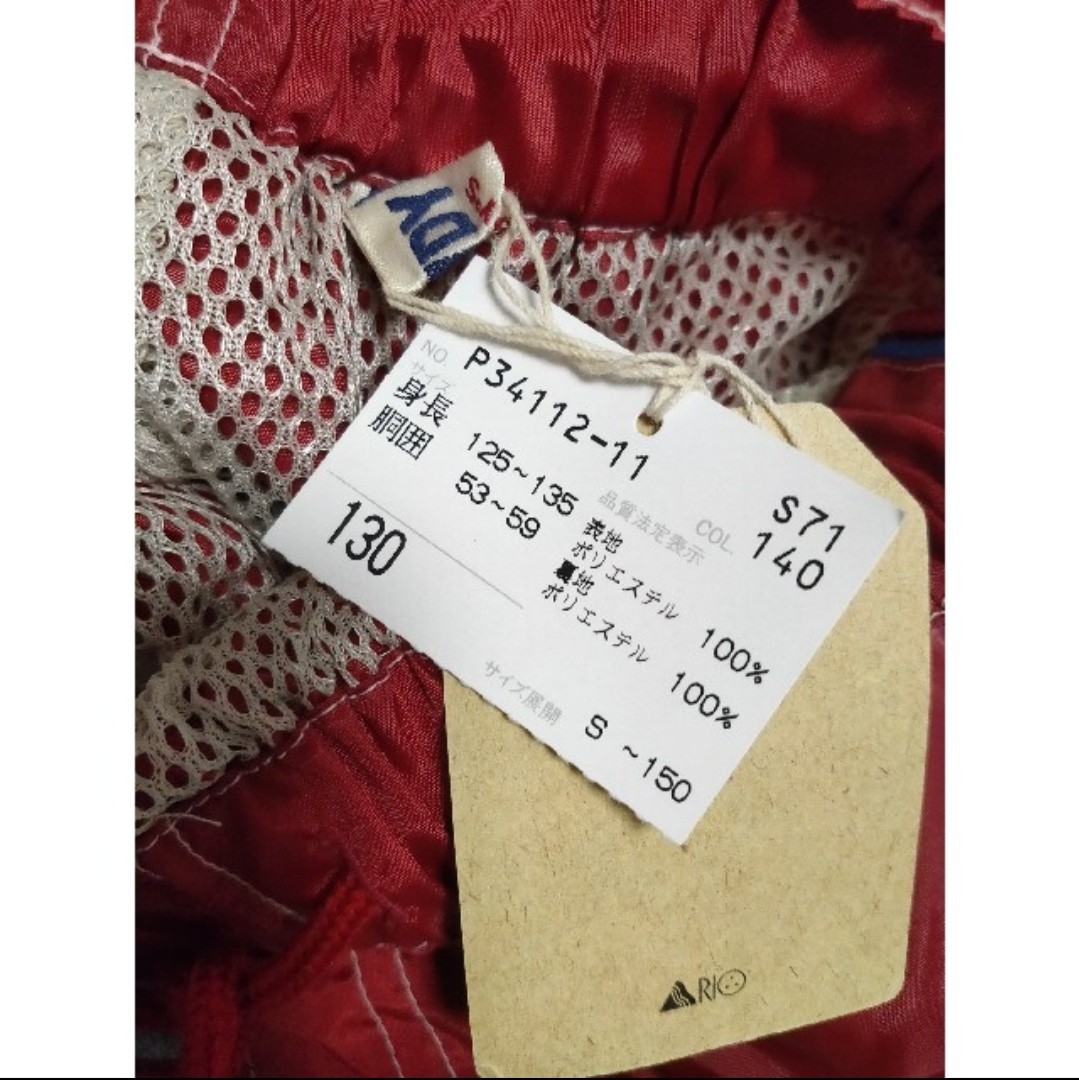 DY
NO. P34112-11 S71
サイズ COL. 140
身長 125~135
胴囲 53~59
130
品質法定表示
表地
ポリエステル 100%
裏地
ポリエステル 100%
サイズ展開 S ~150
ARIO